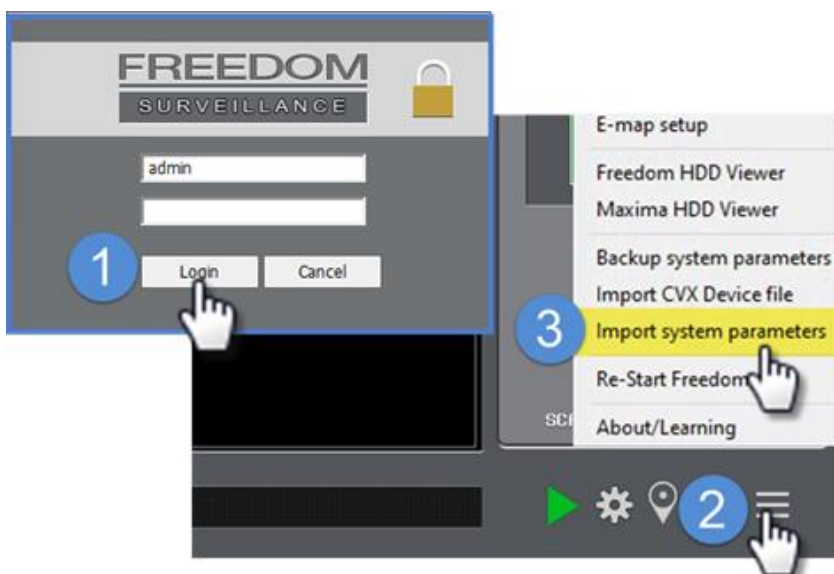 FREEDOM
SURVEILLANCE
admin
1
Login Cancel
E-map setup
Freedom HDD Viewer
Maxima HDD Viewer
Backup system parameters
Import CVX Device file
3
Import system parameters
Re-Start Freedom
About/Learning
2